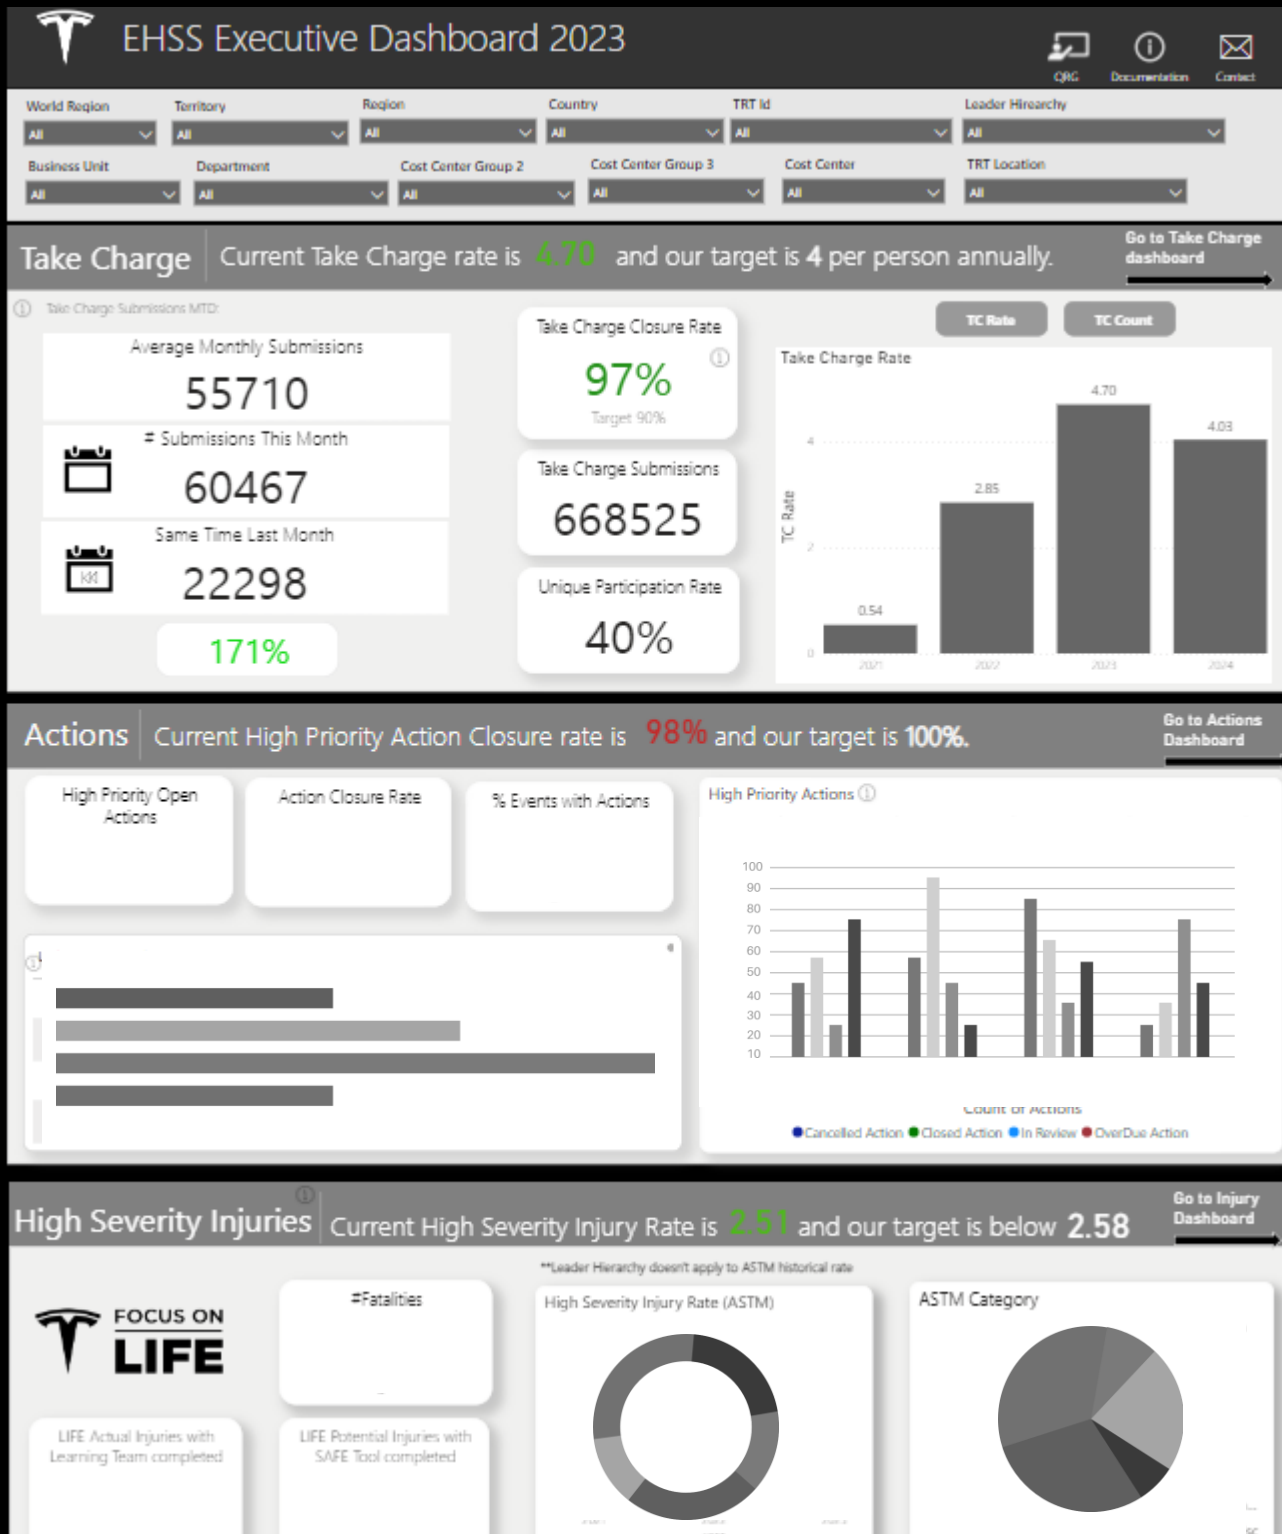 EHSS Executive Dashboard 2023
QRG
Documentation
Contact
World Region
Territory
Region
Country
TRT Id
Leader Hirearchy
All
All
All
All
All
All
Business Unit
Department
Cost Center Group 2
Cost Center Group 3
Cost Center
TRT Location
All
All
All
All
All
All
Take Charge
Current Take Charge rate is 4.70 and our target is 4 per person annually.
Go to Take Charge
dashboard
Take Charge Submissions MTD:
Average Monthly Submissions
55710
# Submissions This Month
60467
Same Time Last Month
22298
171%
Take Charge Closure Rate
97%
Target 90%
Take Charge Submissions
668525
Unique Participation Rate
40%
TC Rate
TC Count
Take Charge Rate
TC Rate
4
2
0
0.54
2.85
4.70
4.03
2021
2022
2023
2024
Actions
Current High Priority Action Closure rate is 98% and our target is 100%.
Go to Actions
Dashboard
High Priority Open
Actions
Action Closure Rate
% Events with Actions
High Priority Actions
100
90
80
70
60
50
40
30
20
10
Count of Actions
Cancelled Action
Closed Action
In Review
OverDue Action
High Severity Injuries
Current High Severity Injury Rate is 2.51 and our target is below 2.58
Go to Injury
Dashboard
**Leader Hierarchy doesn't apply to ASTM historical rate
FOCUS ON
LIFE
#Fatalities
LIFE Actual Injuries with
Learning Team completed
LIFE Potential Injuries with
SAFE Tool completed
High Severity Injury Rate (ASTM)
ASTM Category